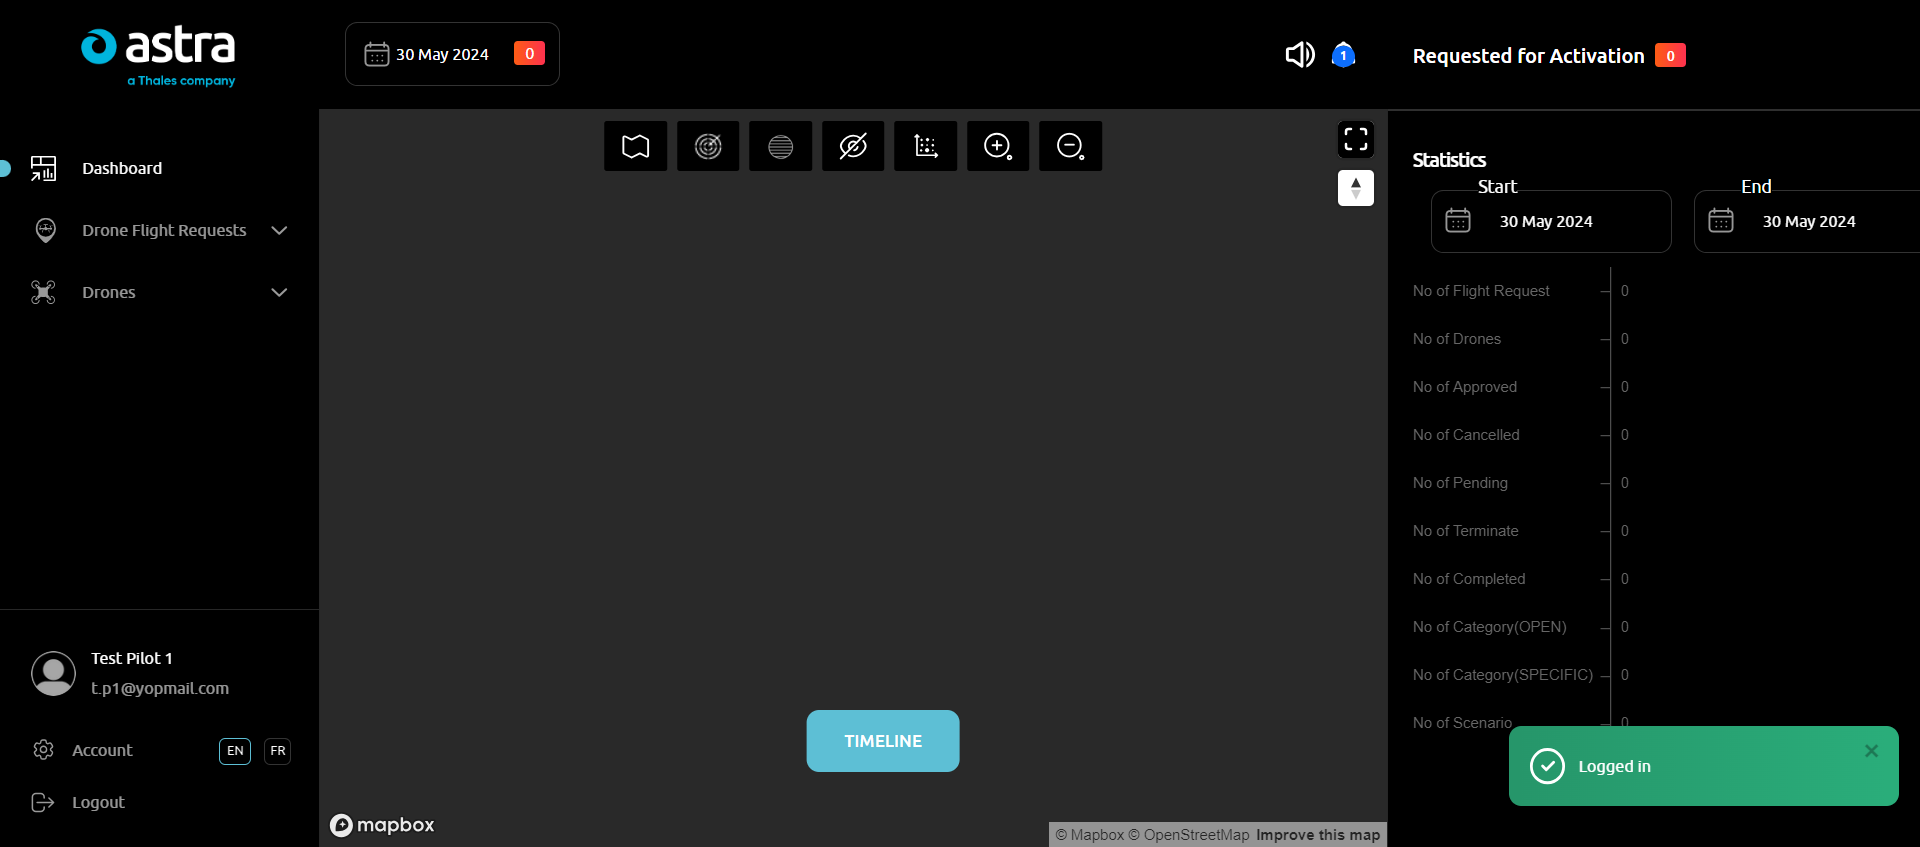 astra
a Thales company
30 May 2024 0
1
Requested for Activation 0
Dashboard
Drone Flight Requests
Drones
Statistics
Start
End
30 May 2024
30 May 2024
No of Flight Request 0
No of Drones 0
No of Approved 0
No of Cancelled 0
No of Pending 0
No of Terminate 0
No of Completed 0
No of Category(OPEN) 0
No of Category(SPECIFIC) 0
No of Scenario 0
Test Pilot 1
t.p1@yopmail.com
Account EN FR
Logout
TIMELINE
Logged in
mapbox
© Mapbox © OpenStreetMap Improve this map